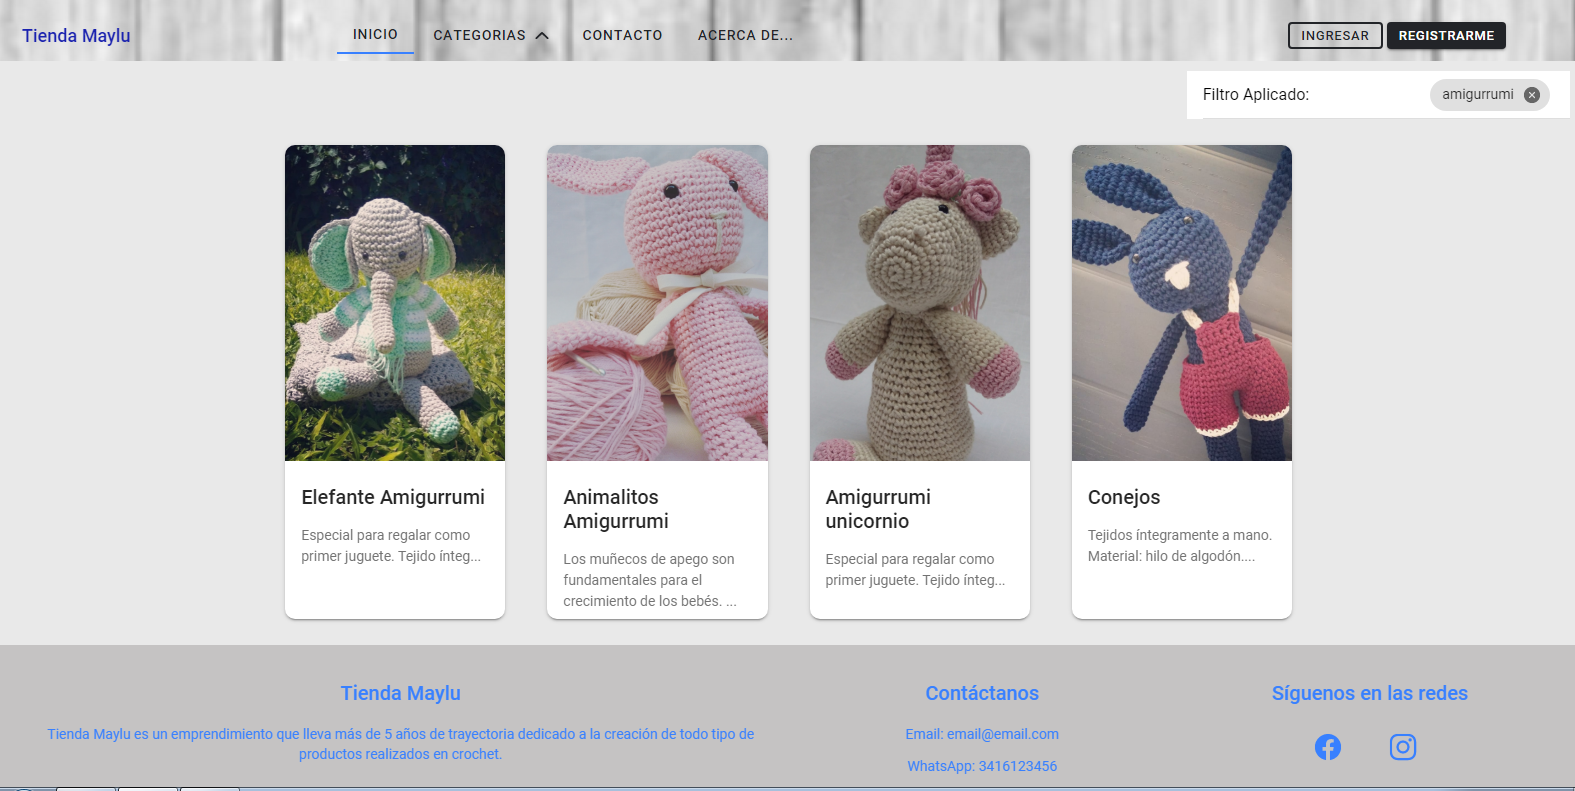 Tienda Maylu
INICIO
CATEGORIAS
CONTACTO
ACERCA DE...
INGRESAR
REGISTRARME
Filtro Aplicado:
amigurrumi
Elefante Amigurrumi
Especial para regalar como
primer juguete. Tejido ínteg...
Animalitos
Amigurrumi
Los muñecos de apego son
fundamentales para el
crecimiento de los bebés. ...
Amigurrumi
unicornio
Especial para regalar como
primer juguete. Tejido ínteg...
Conejos
Tejidos íntegramente a mano.
Material: hilo de algodón....
Tienda Maylu
Tienda Maylu es un emprendimiento que lleva más de 5 años de trayectoria dedicado a la creación de todo tipo de
productos realizados en crochet.
Contáctanos
Email: email@email.com
WhatsApp: 3416123456
Síguenos en las redes